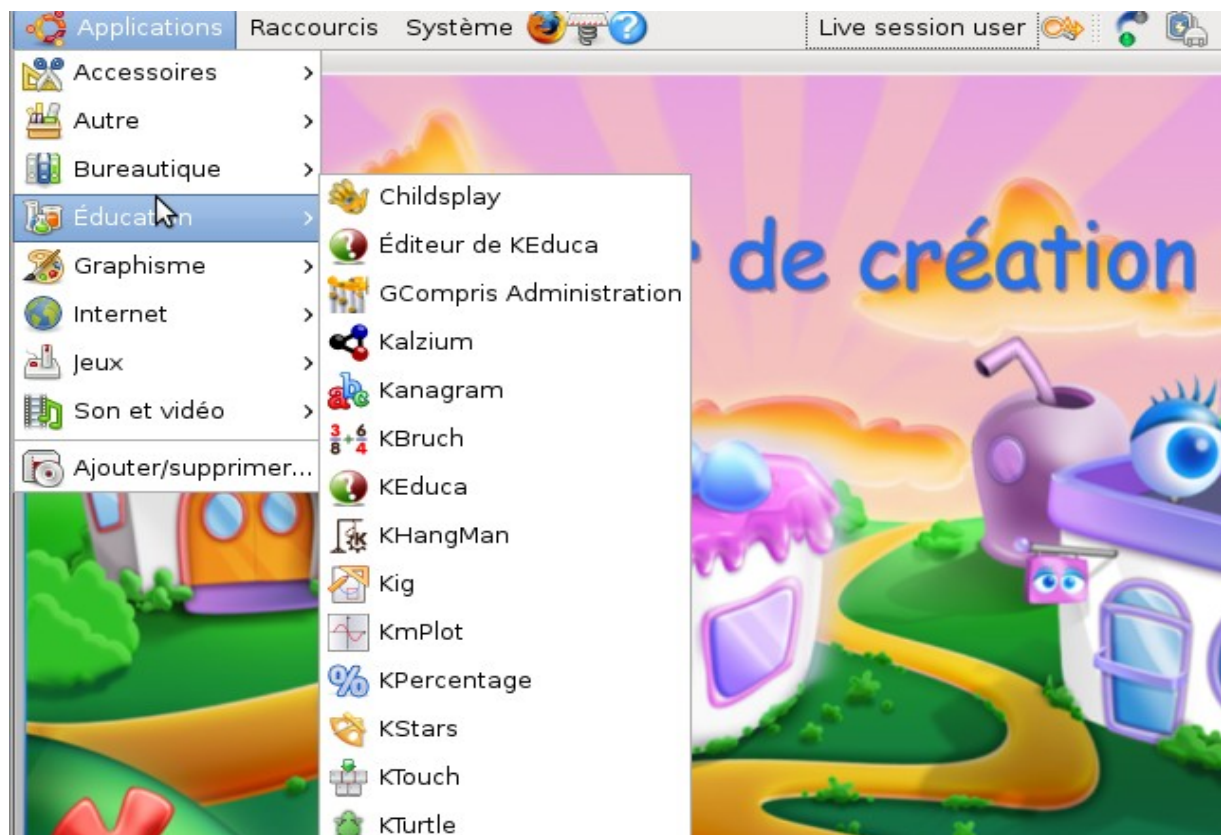 Applications Raccourcis Système Live session user
Accessoires
Autre
Bureautique
Éducation
Graphisme
Internet
Jeux
Son et vidéo
Ajouter/supprimer...
Childsplay
Éditeur de KEduca
GCompris Administration
Kalzium
Kanagram
KBruch
KEduca
KHangMan
Kig
KmPlot
KPercentage
KStars
KTouch
KTurtle
de création